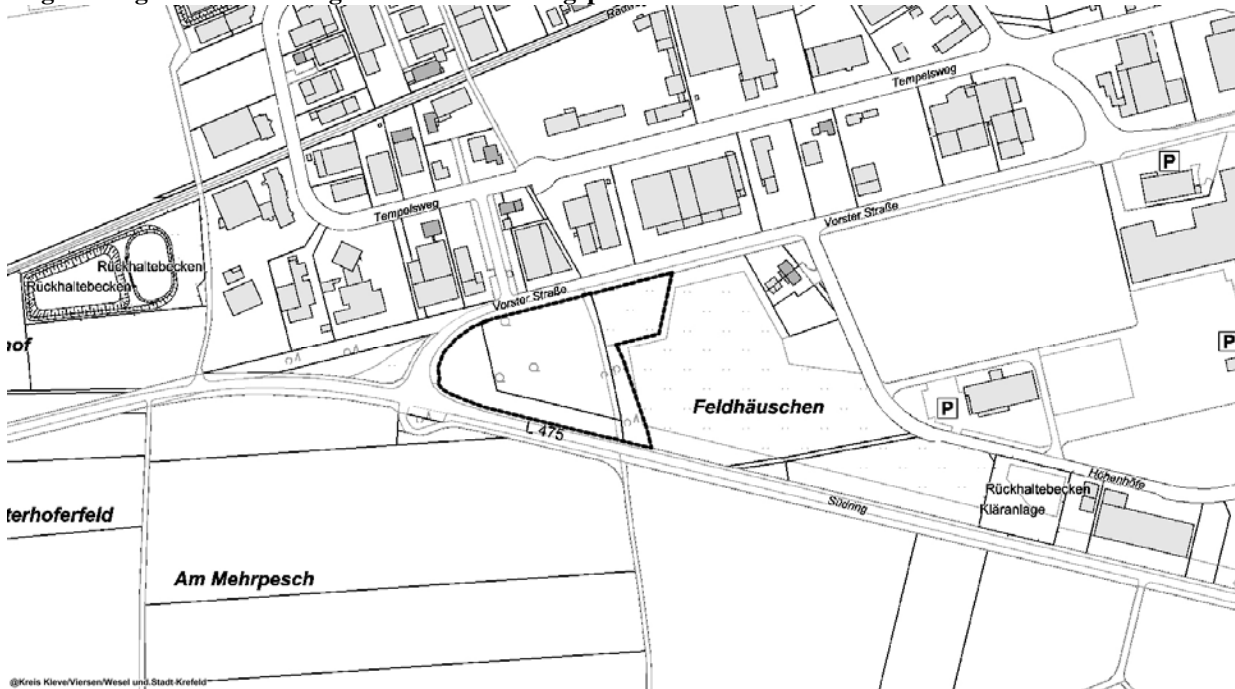 Tempelsweg
P
Tempelsweg
Vorster Straße
Rückhaltebecken
Rückhaltebecken
Vorster Straße
hof
P
Feldhäuschen
P
L 475
Höhenhöfe
Rückhaltebecken
Kläranlage
Südring
terhoferfeld
Am Mehrpesch
@Kreis Kleve/Viersen/Wesel und Stadt Krefeld